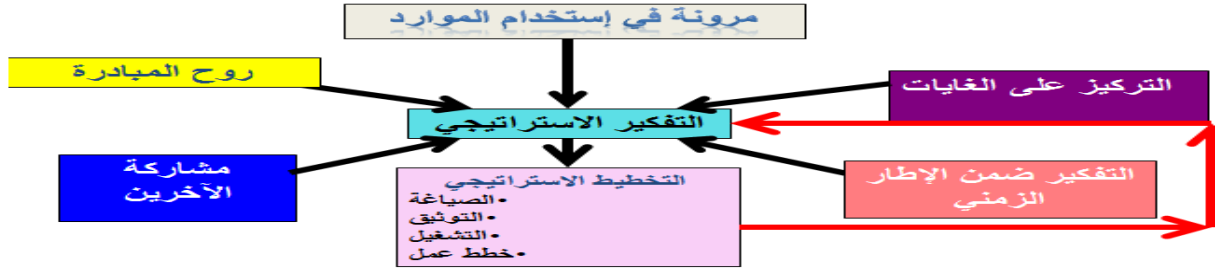 مرونة في إستخدام الموارد
روح المبادرة
التركيز على الغايات
التفكير الاستراتيجي
مشاركة
الآخرين
التخطيط الاستراتيجي
•الصياغة
•التوثيق
•التشغيل
•خطط عمل
التفكير ضمن الإطار
الزمني